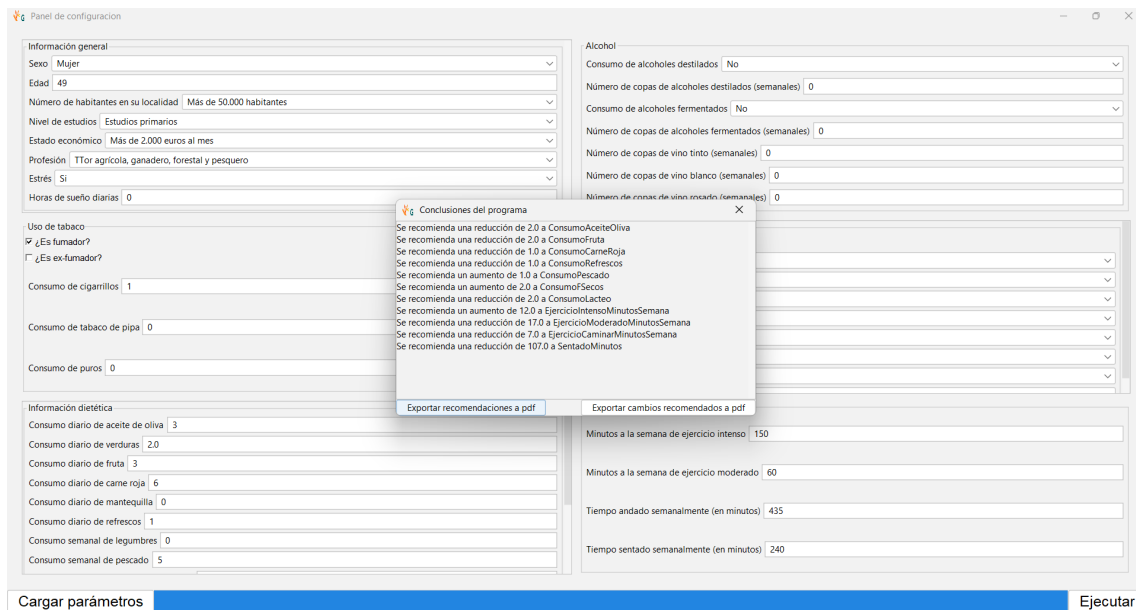 Panel de configuracion
Información general
Sexo Mujer
Edad 49
Número de habitantes en su localidad Más de 50.000 habitantes
Nivel de estudios Estudios primarios
Estado económico Más de 2.000 euros al mes
Profesión TTor agrícola, ganadero, forestal y pesquero
Estrés Si
Horas de sueño diarias 0
Alcohol
Consumo de alcoholes destilados No
Número de copas de alcoholes destilados (semanales) 0
Consumo de alcoholes fermentados No
Número de copas de alcoholes fermentados (semanales) 0
Número de copas de vino tinto (semanales) 0
Número de copas de vino blanco (semanales) 0
Número de copas de vino rosado (semanales) 0
Uso de tabaco
¿Es fumador?
¿Es ex-fumador?
Consumo de cigarrillos 1
Consumo de tabaco de pipa 0
Consumo de puros 0
Conclusiones del programa
Se recomienda una reducción de 2.0 a ConsumoAceiteOliva
Se recomienda una reducción de 2.0 a ConsumoFruta
Se recomienda una reducción de 1.0 a ConsumoCarneRoja
Se recomienda una reducción de 1.0 a ConsumoRefrescos
Se recomienda un aumento de 1.0 a ConsumoPescado
Se recomienda un aumento de 2.0 a ConsumoFSecos
Se recomienda una reducción de 2.0 a ConsumoLacteo
Se recomienda un aumento de 12.0 a EjercicioIntensoMinutosSemana
Se recomienda una reducción de 17.0 a EjercicioModeradoMinutosSemana
Se recomienda una reducción de 7.0 a EjercicioCaminarMinutosSemana
Se recomienda una reducción de 107.0 a SentadoMinutos
Exportar recomendaciones a pdf
Exportar cambios recomendados a pdf
Información dietética
Consumo diario de aceite de oliva 3
Consumo diario de verduras 2.0
Consumo diario de fruta 3
Consumo diario de carne roja 6
Consumo diario de mantequilla 0
Consumo diario de refrescos 1
Consumo semanal de legumbres 0
Consumo semanal de pescado 5
Minutos a la semana de ejercicio intenso 150
Minutos a la semana de ejercicio moderado 60
Tiempo andado semanalmente (en minutos) 435
Tiempo sentado semanalmente (en minutos) 240
Cargar parámetros
Ejecutar